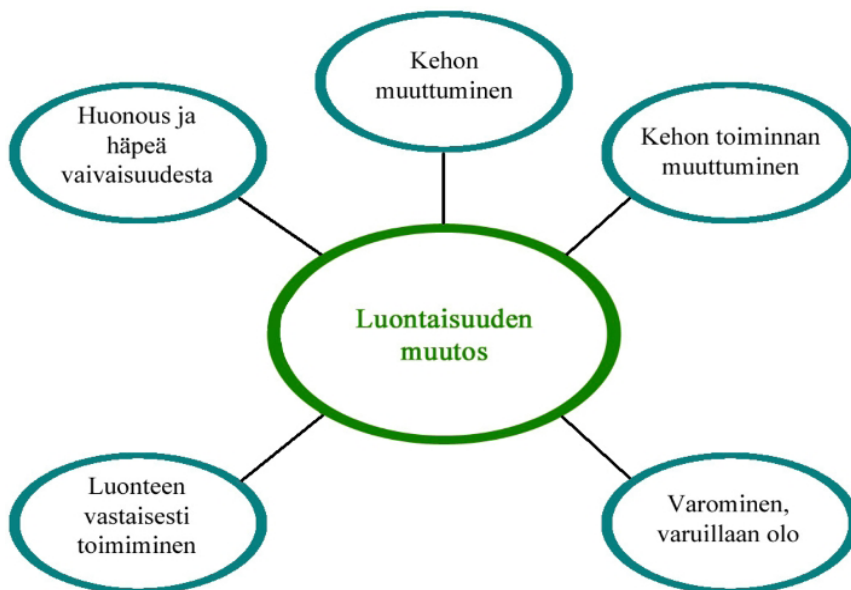 Kehon
muuttuminen
Huonous ja
häpeä
vaivaisuudesta
Kehon toiminnan
muuttuminen
Luontaisuuden
muutos
Luonteen
vastaisesti
toimiminen
Varominen,
varuillaan olo